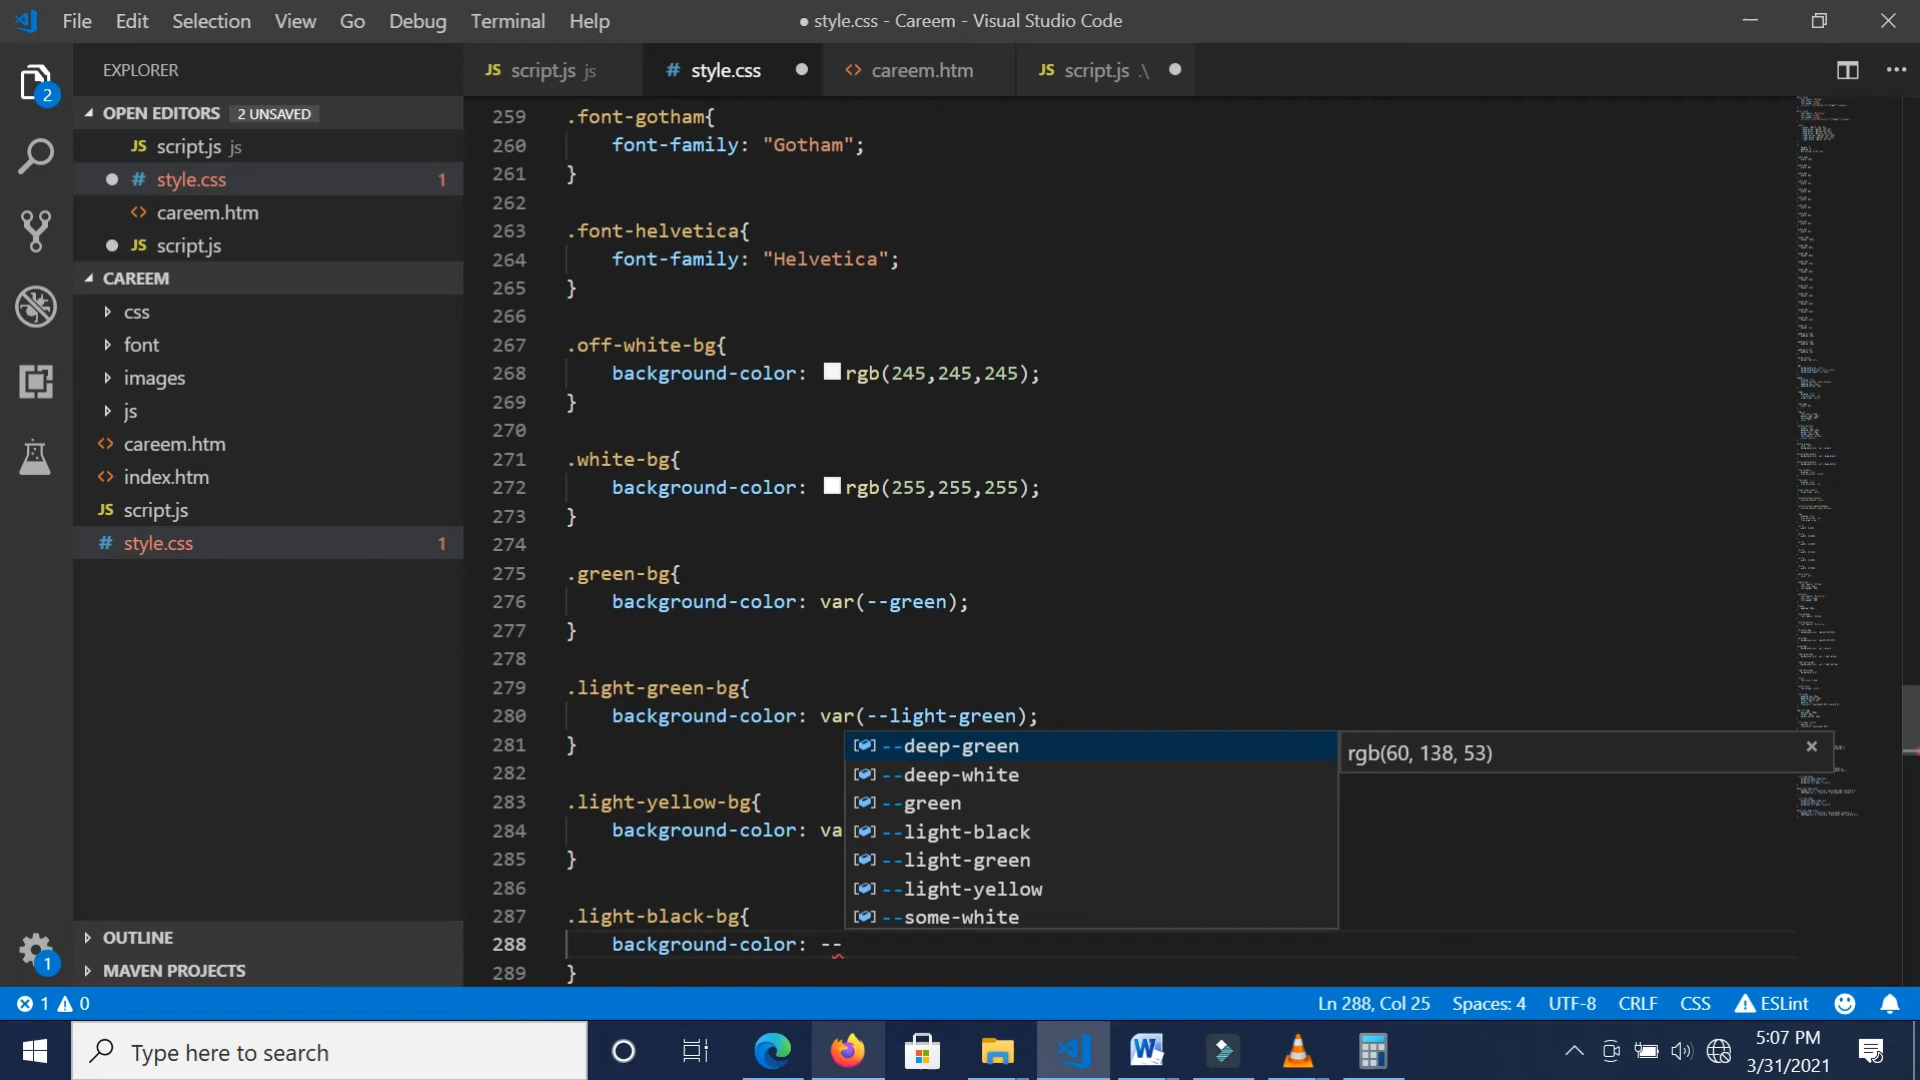 File Edit Selection View Go Debug Terminal Help
● style.css - Careem - Visual Studio Code
EXPLORER
OPEN EDITORS 2 UNSAVED
JS script.js js
# style.css 1
<> careem.htm
JS script.js
CAREEM
css
font
images
js
<> careem.htm
<> index.htm
JS script.js
# style.css 1
OUTLINE
MAVEN PROJECTS
2
1
JS script.js js
# style.css
<> careem.htm
JS script.js .\
259 .font-gotham{
260 font-family: "Gotham";
261 }
262
263 .font-helvetica{
264 font-family: "Helvetica";
265 }
266
267 .off-white-bg{
268 background-color: rgb(245,245,245);
269 }
270
271 .white-bg{
272 background-color: rgb(255,255,255);
273 }
274
275 .green-bg{
276 background-color: var(--green);
277 }
278
279 .light-green-bg{
280 background-color: var(--light-green);
281 }
282
283 .light-yellow-bg{
284 background-color: va
285 }
286
287 .light-black-bg{
288 background-color: --
289 }
--deep-green
--deep-white
--green
--light-black
--light-green
--light-yellow
--some-white
rgb(60, 138, 53)
1 0
Ln 288, Col 25 Spaces: 4 UTF-8 CRLF CSS ESLint
Type here to search
5:07 PM
3/31/2021